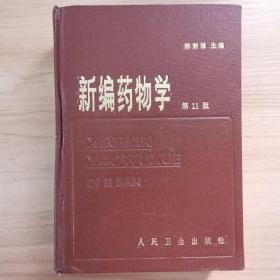 陈新谦 主编
新编药物学 第11版
XINBIAN
YAOWUXUE
DI 11 BAN
人民卫生出版社